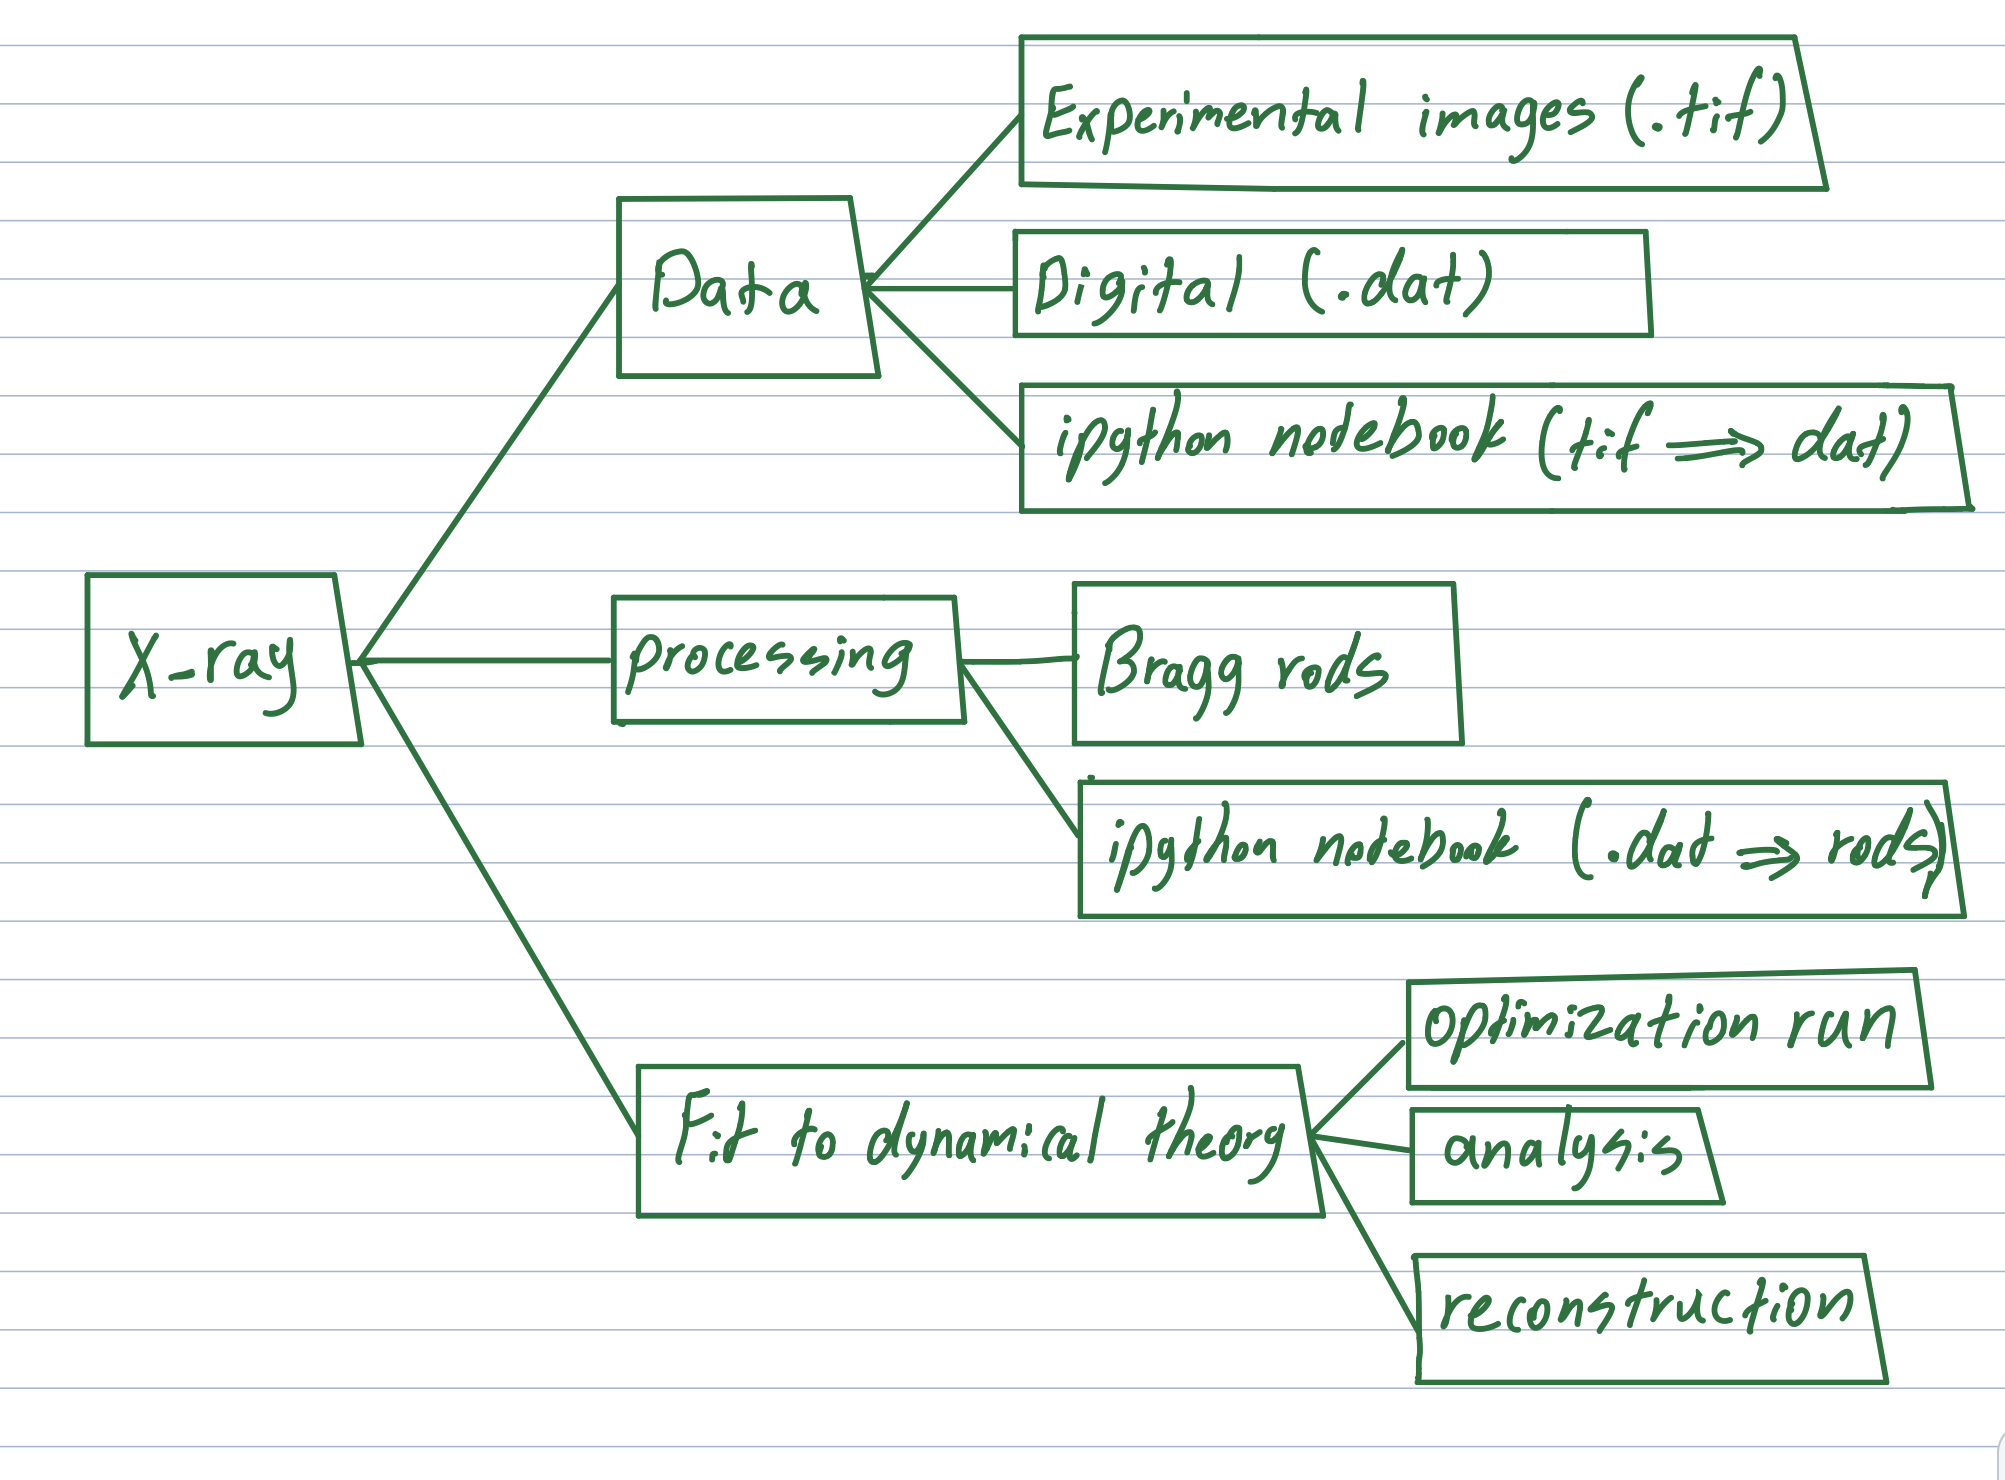 Experimental images (.tif)
Data
Digital (.dat)
ipython notebook (tif ⇒ dat)
X-ray
processing
Bragg rods
ipython notebook (.dat ⇒ rods)
Fit to dynamical theory
optimization run
analysis
reconstruction